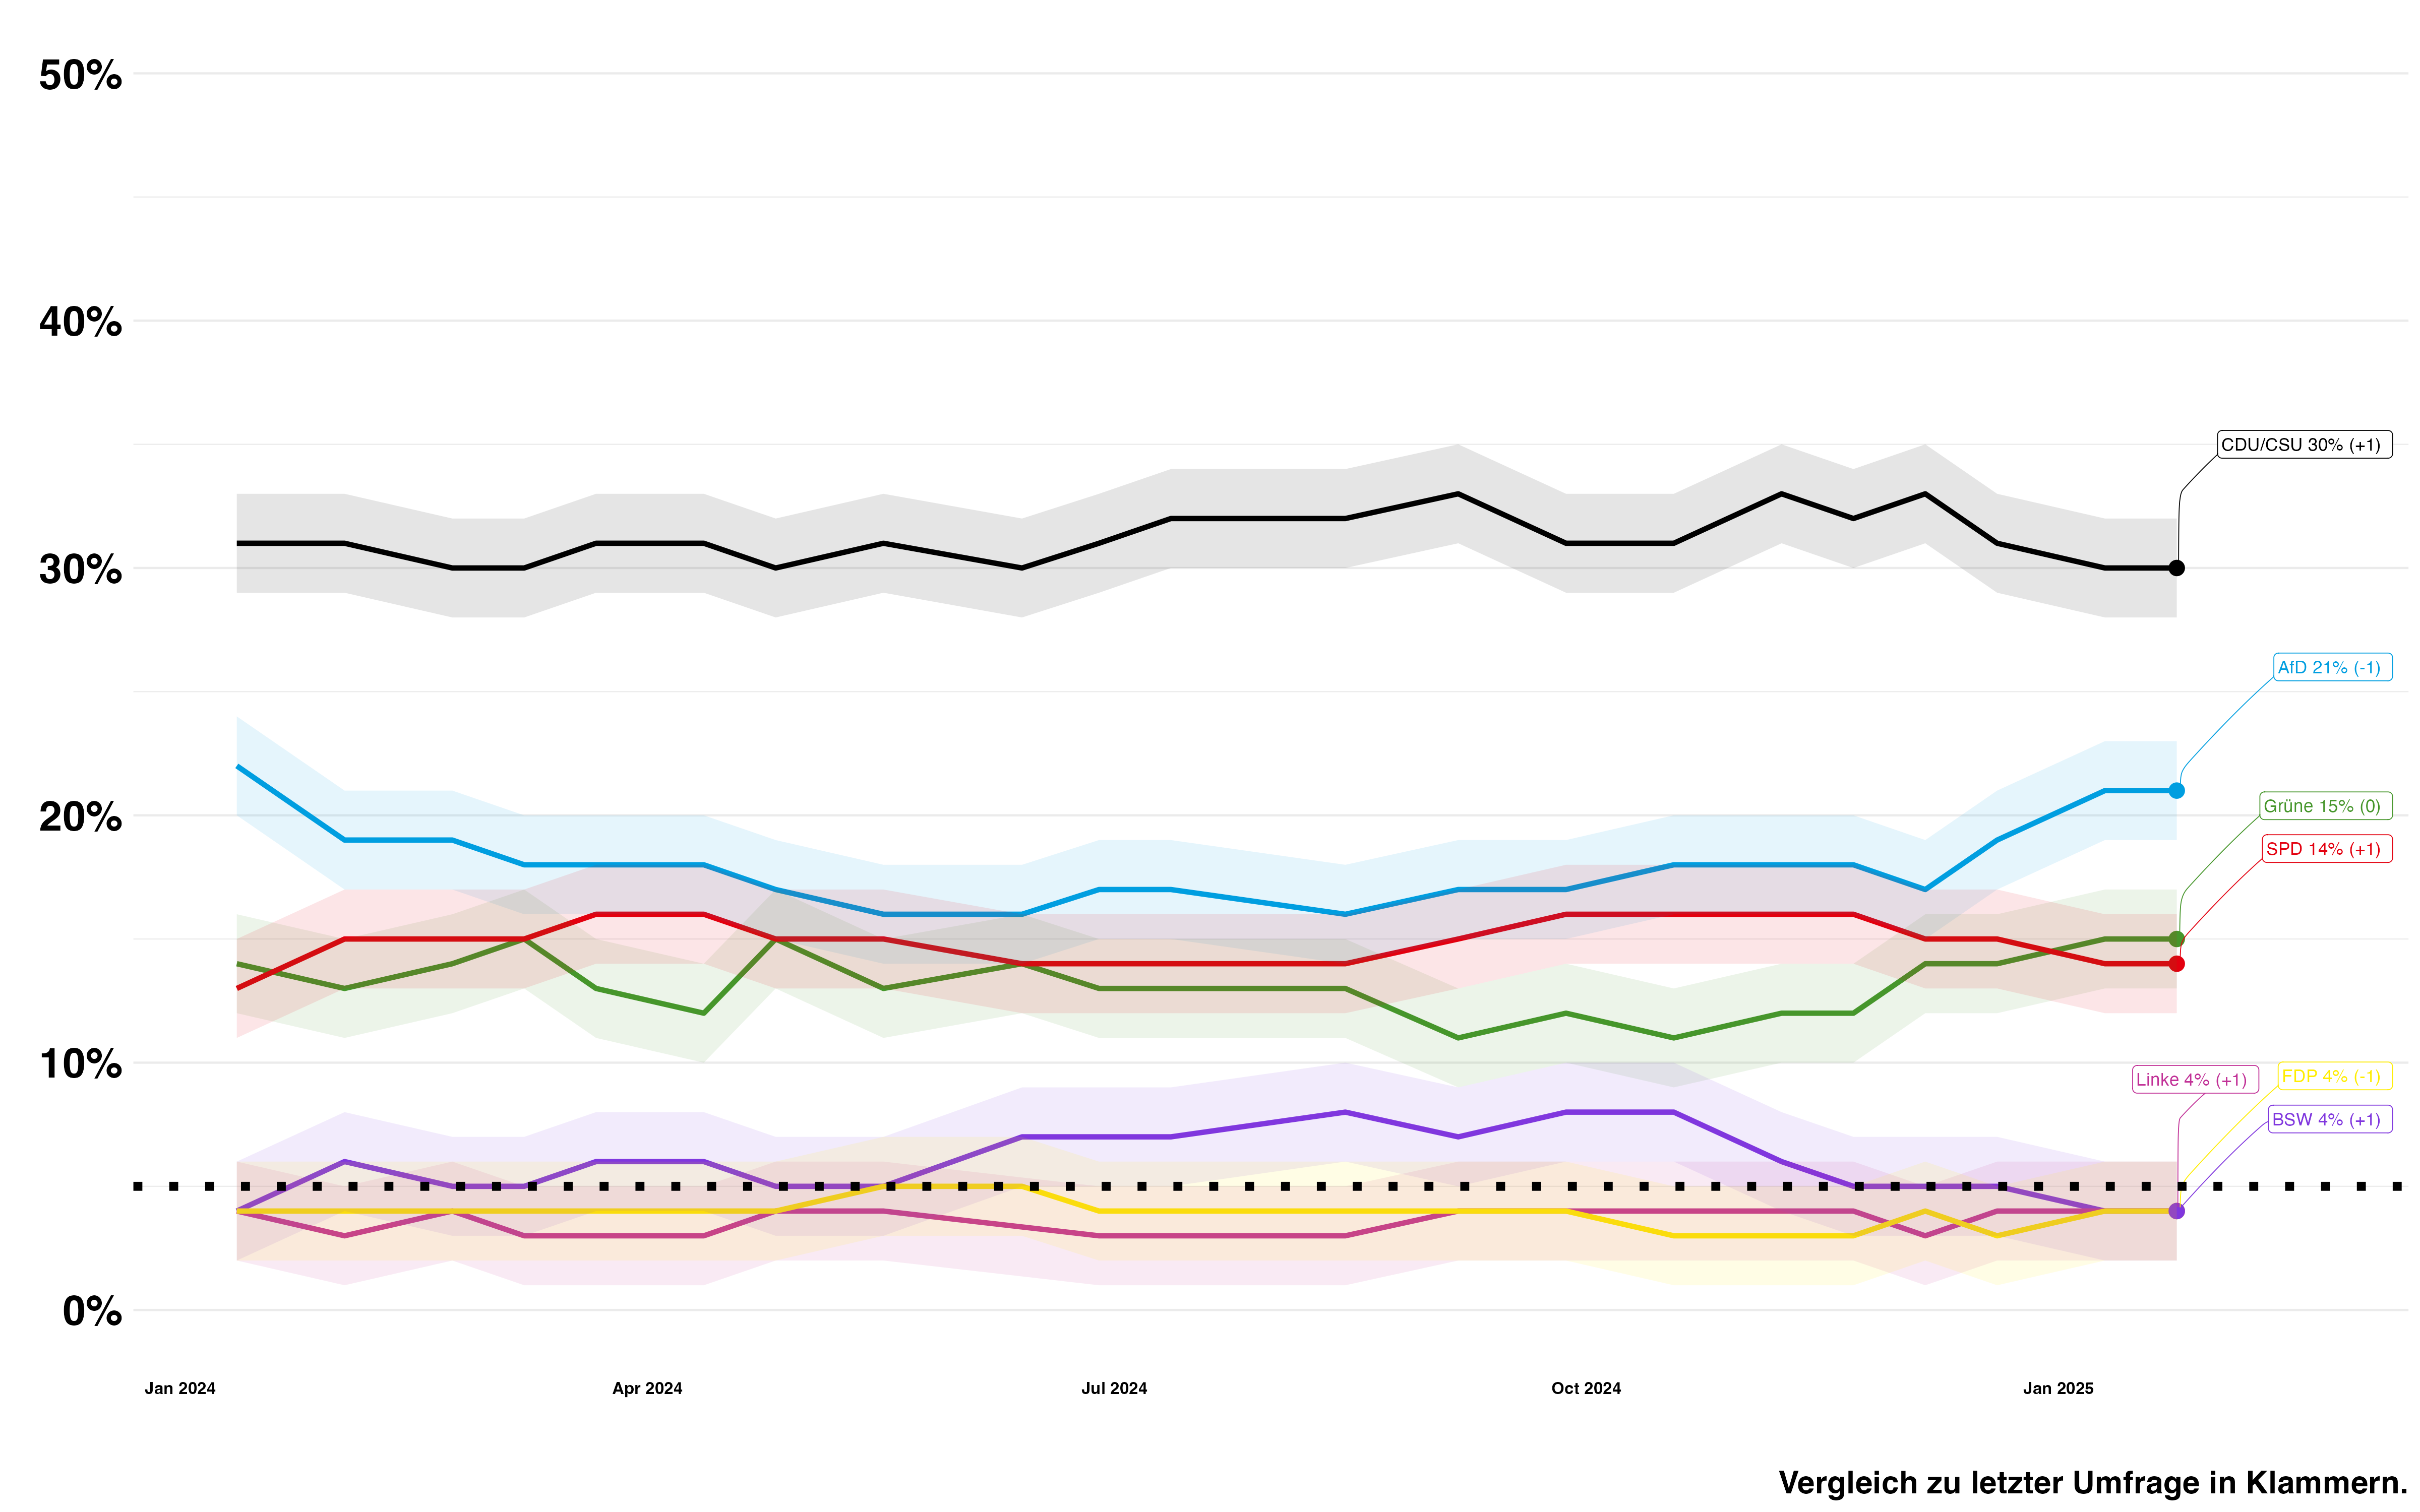 50%
40%
CDU/CSU 30% (+1)
30%
AfD 21% (-1)
Grüne 15% (0)
20%
SPD 14% (+1)
10%
Linke 4% (+1)
FDP 4% (-1)
BSW 4% (+1)
0%
Jan 2024
Apr 2024
Jul 2024
Oct 2024
Jan 2025
Vergleich zu letzter Umfrage in Klammern.